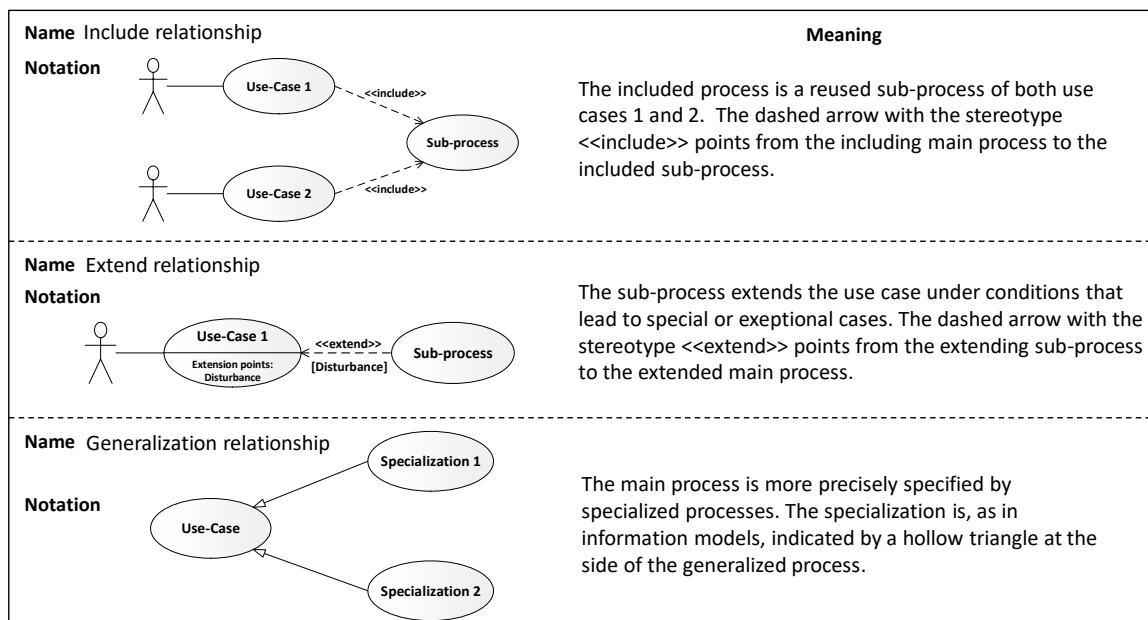 Name Include relationship
Meaning
Notation
Use-Case 1
<<include>>
Sub-process
Use-Case 2
<<include>>
The included process is a reused sub-process of both use
cases 1 and 2. The dashed arrow with the stereotype
<<include>> points from the including main process to the
included sub-process.
Name Extend relationship
Notation
Use-Case 1
Extension points:
Disturbance
<<extend>>
[Disturbance]
Sub-process
The sub-process extends the use case under conditions that
lead to special or exeptional cases. The dashed arrow with the
stereotype <<extend>> points from the extending sub-process
to the extended main process.
Name Generalization relationship
Notation
Specialization 1
Use-Case
Specialization 2
The main process is more precisely specified by
specialized processes. The specialization is, as in
information models, indicated by a hollow triangle at the
side of the generalized process.